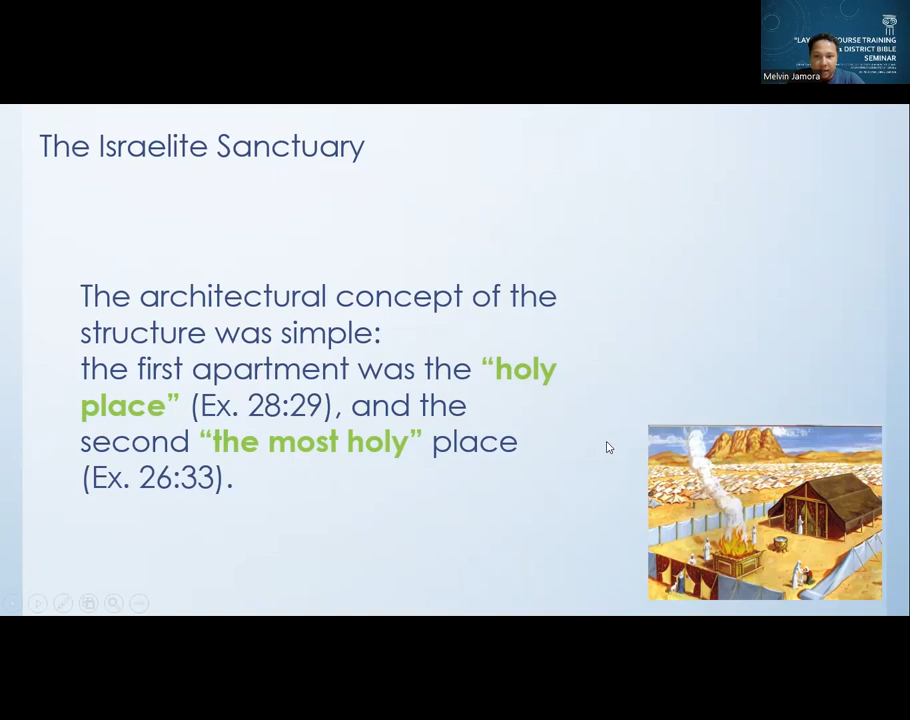 "LAY COURSE TRAINING
DISTRICT BIBLE
SEMINAR
Melvin Jamora
The Israelite Sanctuary
The architectural concept of the
structure was simple:
the first apartment was the “holy
place” (Ex. 28:29), and the
second “the most holy” place
(Ex. 26:33).